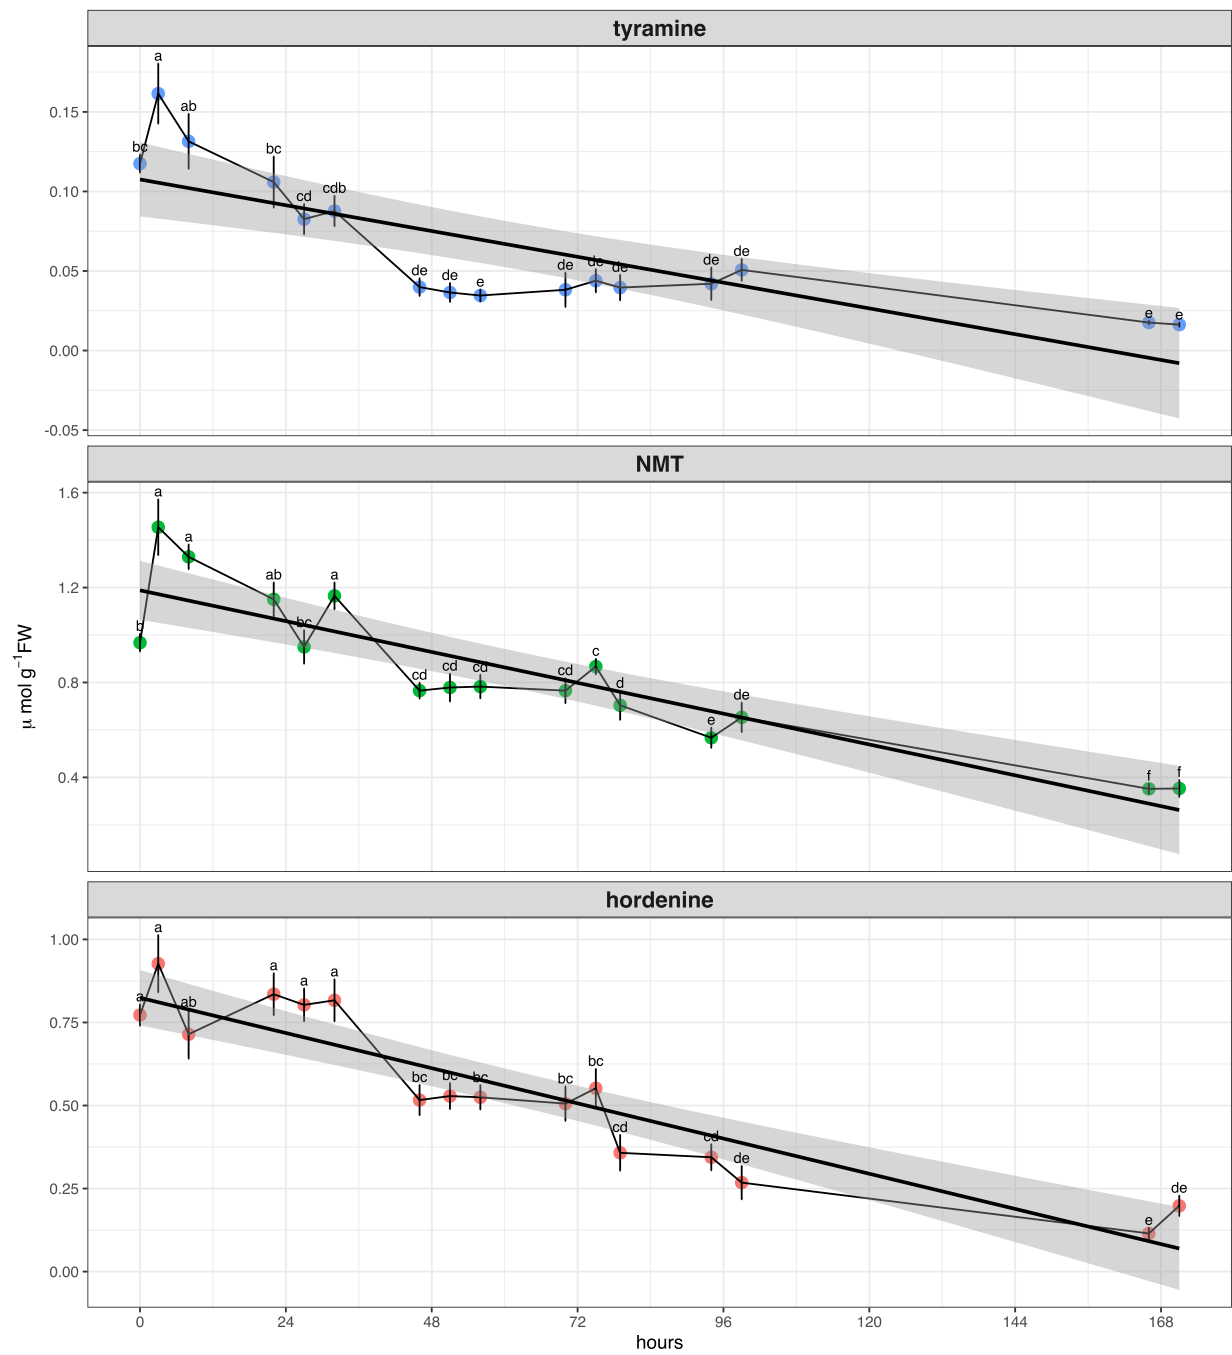 tyramine
a
ab
bc
bc
cd
cdb
de
de
e
de
de
de
de
de
e
e
0.15
0.10
0.05
0.00
-0.05
NMT
a
a
b
ab
bc
a
cd
cd
cd
cd
c
d
e
de
f
f
1.6
1.2
0.8
0.4
μ mol g⁻¹FW
hordenine
a
a
ab
a
a
a
bc
bc
bc
bc
bc
cd
cd
de
e
de
1.00
0.75
0.50
0.25
0.00
0 24 48 72 96 120 144 168
hours